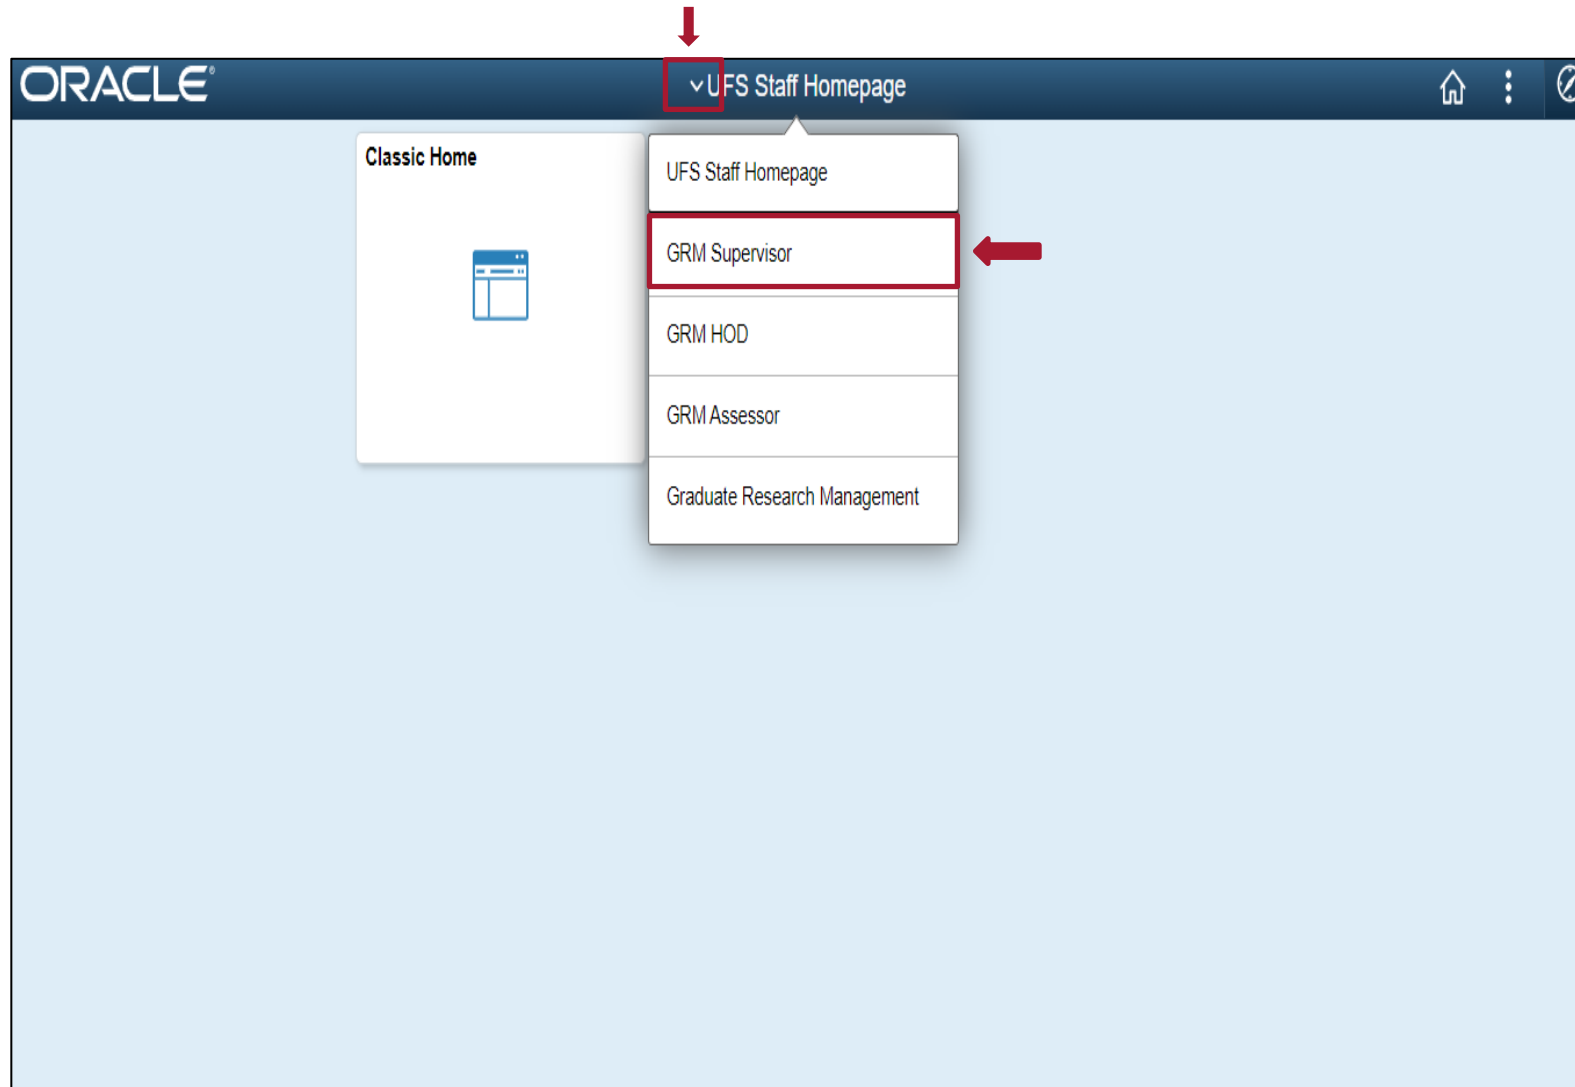 ORACLE®
UFS Staff Homepage
Classic Home
UFS Staff Homepage
GRM Supervisor
GRM HOD
GRM Assessor
Graduate Research Management